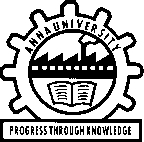 ANNA UNIVERSITY
PROGRESS THROUGH KNOWLEDGE